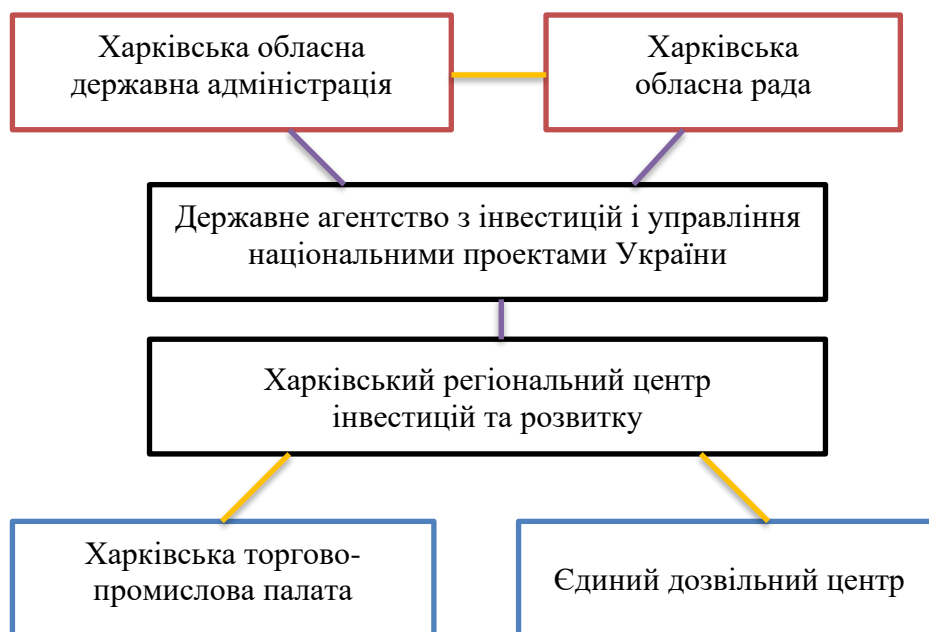 Харківська обласна
державна адміністрація
Харківська
обласна рада
Державне агентство з інвестицій і управління
національними проектами України
Харківський регіональний центр
інвестицій та розвитку
Харківська торгово-
промислова палата
Єдиний дозвільний центр